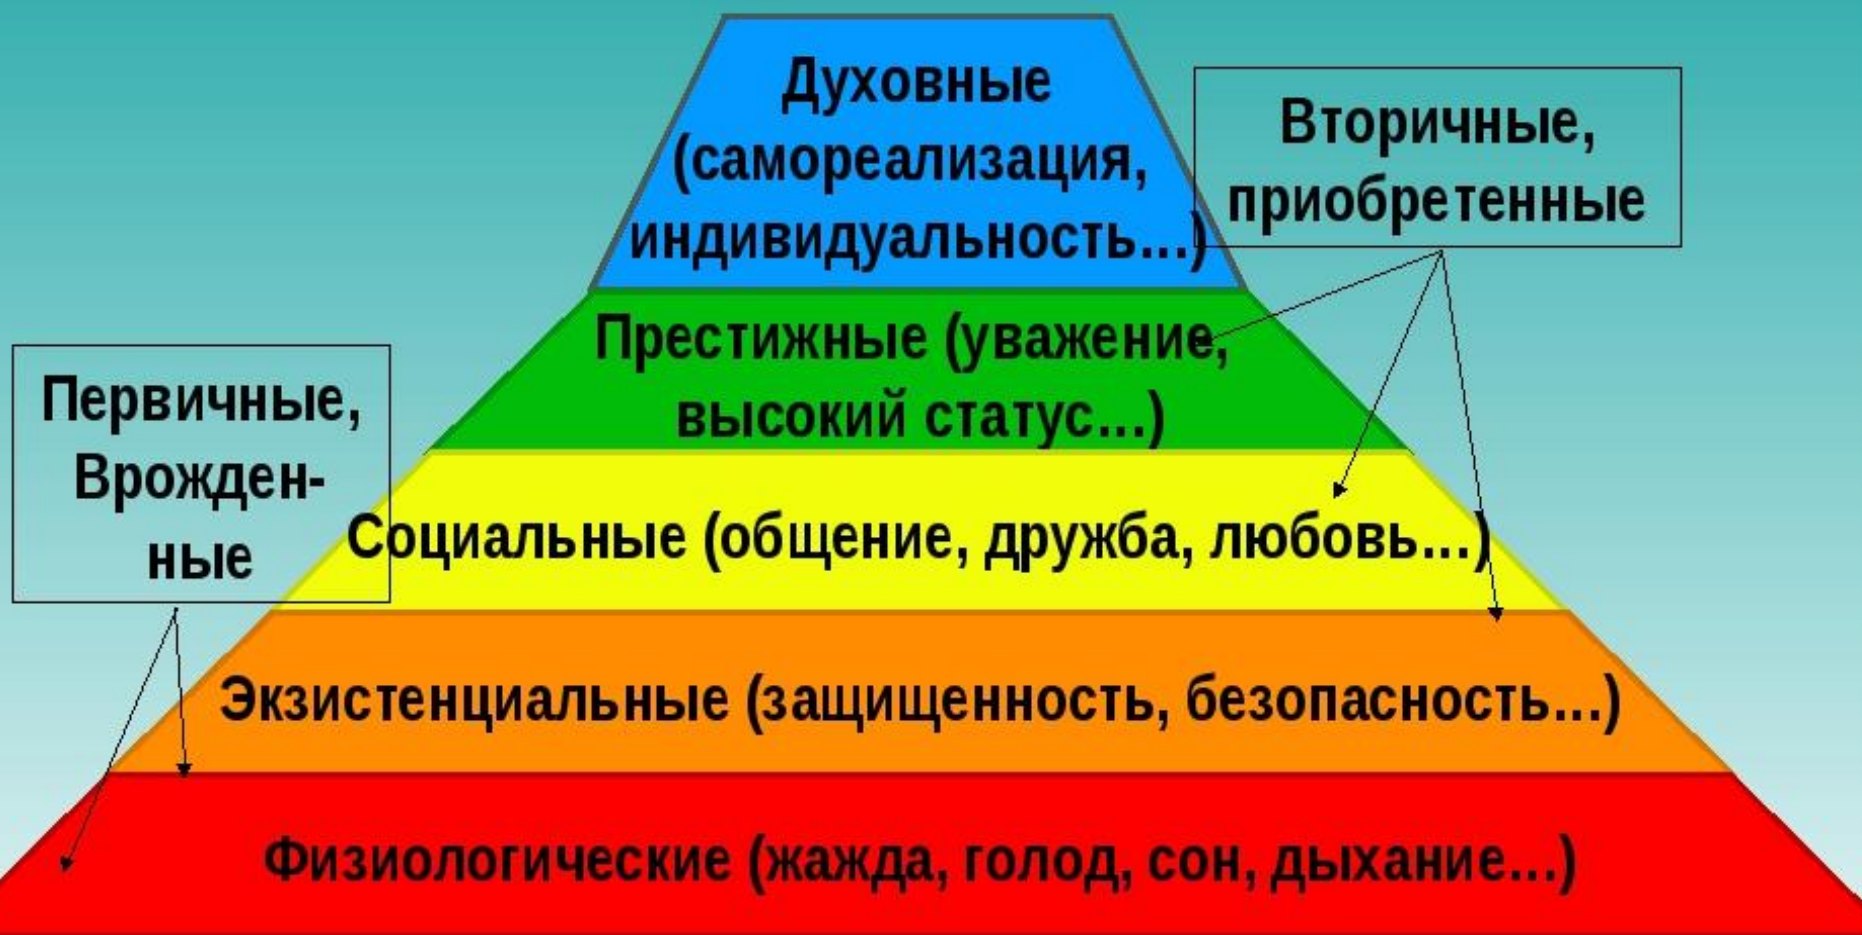 Духовные
(самореализация,
индивидуальность...)
Вторичные,
приобретенные
Престижные (уважение,
высокий статус...)
Первичные,
Врожден-
ные
Социальные (общение, дружба, любовь...)
Экзистенциальные (защищенность, безопасность...)
Физиологические (жажда, голод, сон, дыхание...)